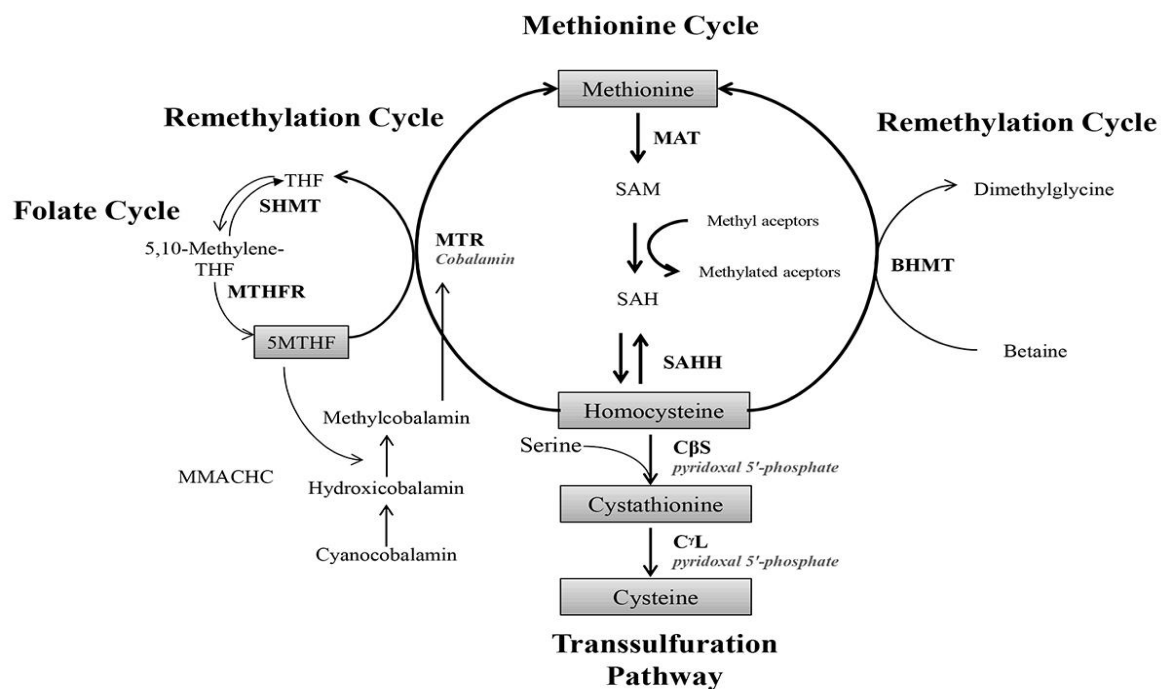 Methionine Cycle
Methionine
Remethylation Cycle
Remethylation Cycle
MAT
THF
SHMT
SAM
Dimethylglycine
Folate Cycle
5,10-Methylene-
THF
MTHFR
MTR
Cobalamin
Methyl aceptors
Methylated aceptors
BHMT
SAH
5MTHF
SAHH
Betaine
Homocysteine
Methylcobalamin
Serine
CβS
pyridoxal 5'-phosphate
MMACHC
Hydroxicobalamin
Cystathionine
Cyanocobalamin
CγL
pyridoxal 5'-phosphate
Cysteine
Transsulfuration
Pathway